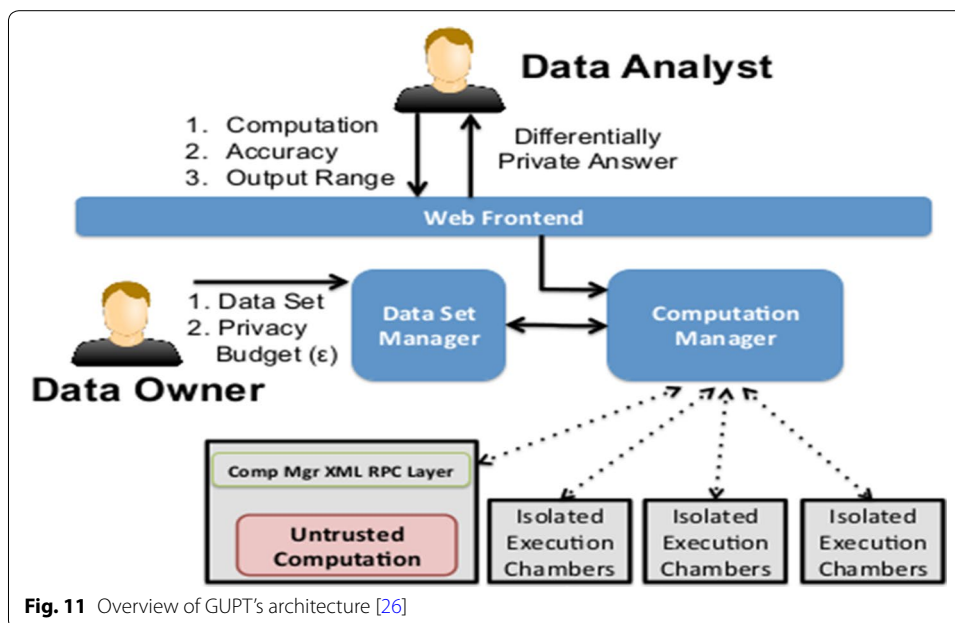 Data Analyst
1. Computation
2. Accuracy
3. Output Range
Differentially
Private Answer
Web Frontend
1. Data Set
2. Privacy
Budget (ε)
Data Owner
Data Set
Manager
Computation
Manager
Comp Mgr XML RPC Layer
Untrusted
Computation
Isolated
Execution
Chambers
Isolated
Execution
Chambers
Isolated
Execution
Chambers
Fig. 11 Overview of GUPT's architecture [26]